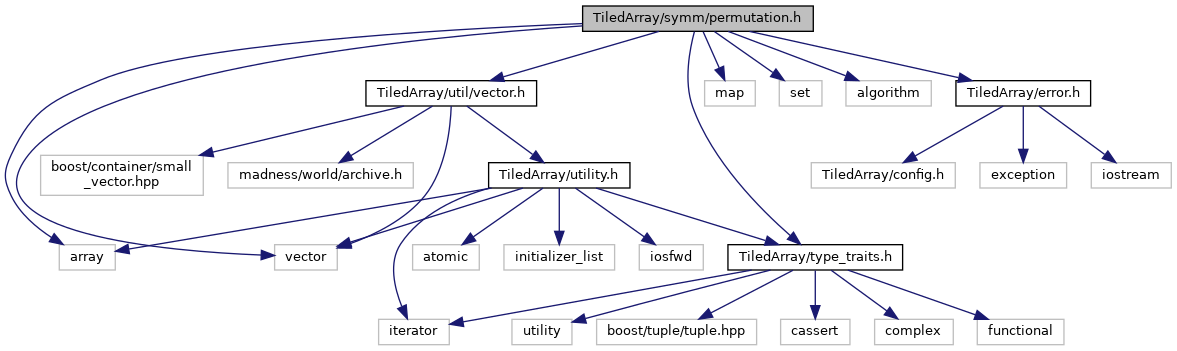 TiledArray/symm/permutation.h
TiledArray/util/vector.h
map
set
algorithm
TiledArray/error.h
boost/container/small
_vector.hpp
madness/world/archive.h
TiledArray/utility.h
TiledArray/config.h
exception
iostream
array
vector
atomic
initializer_list
iosfwd
TiledArray/type_traits.h
iterator
utility
boost/tuple/tuple.hpp
cassert
complex
functional